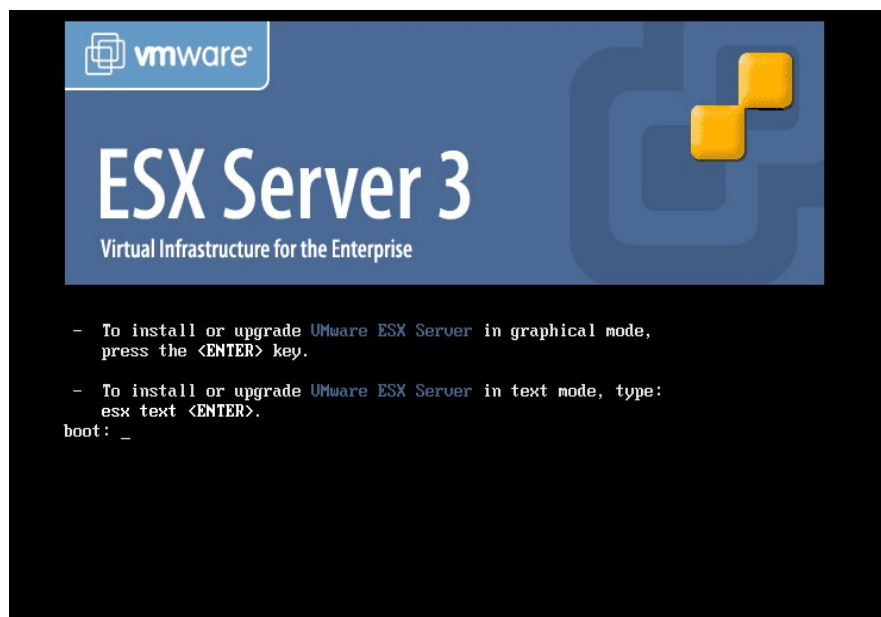 vmware
ESX Server 3
Virtual Infrastructure for the Enterprise
- To install or upgrade VMware ESX Server in graphical mode,
press the <ENTER> key.
- To install or upgrade VMware ESX Server in text mode, type:
esx text <ENTER>.
boot: _